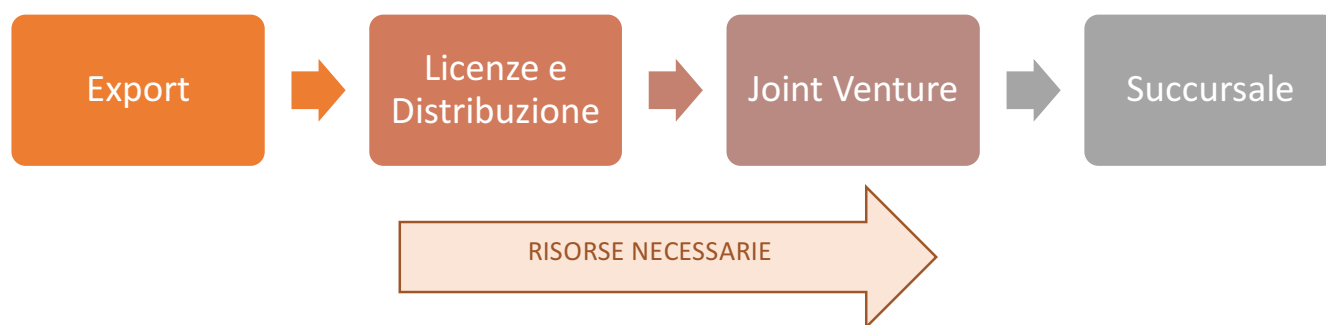 Export
Licenze e
Distribuzione
Joint Venture
Succursale
RISORSE NECESSARIE